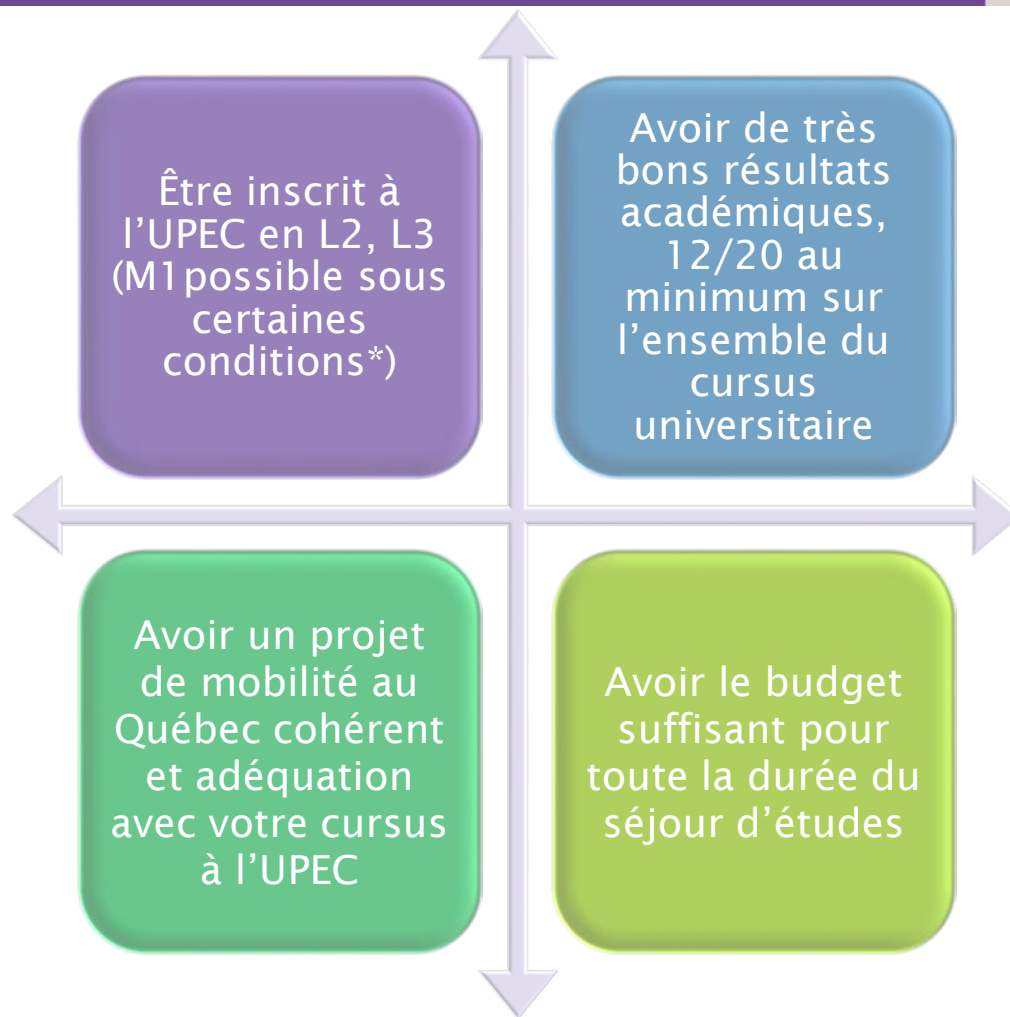 Être inscrit à
l’UPEC en L2, L3
(M1possible sous
certaines
conditions*)
Avoir de très
bons résultats
académiques,
12/20 au
minimum sur
l’ensemble du
cursus
universitaire
Avoir un projet
de mobilité au
Québec cohérent
et adéquation
avec votre cursus
à l’UPEC
Avoir le budget
suffisant pour
toute la durée du
séjour d’études